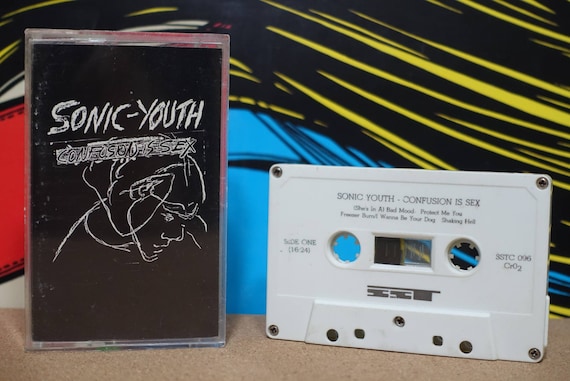 SONIC-YOUTH
CONFUSION IS SEX
SONIC YOUTH - CONFUSION IS SEX
(She's In A) Bad Mood Protect Me You
Freezer Burn/I Wanna Be Your Dog Shaking Hell
SIDE ONE
(16:24)
SSTC 096
CrO2
SST